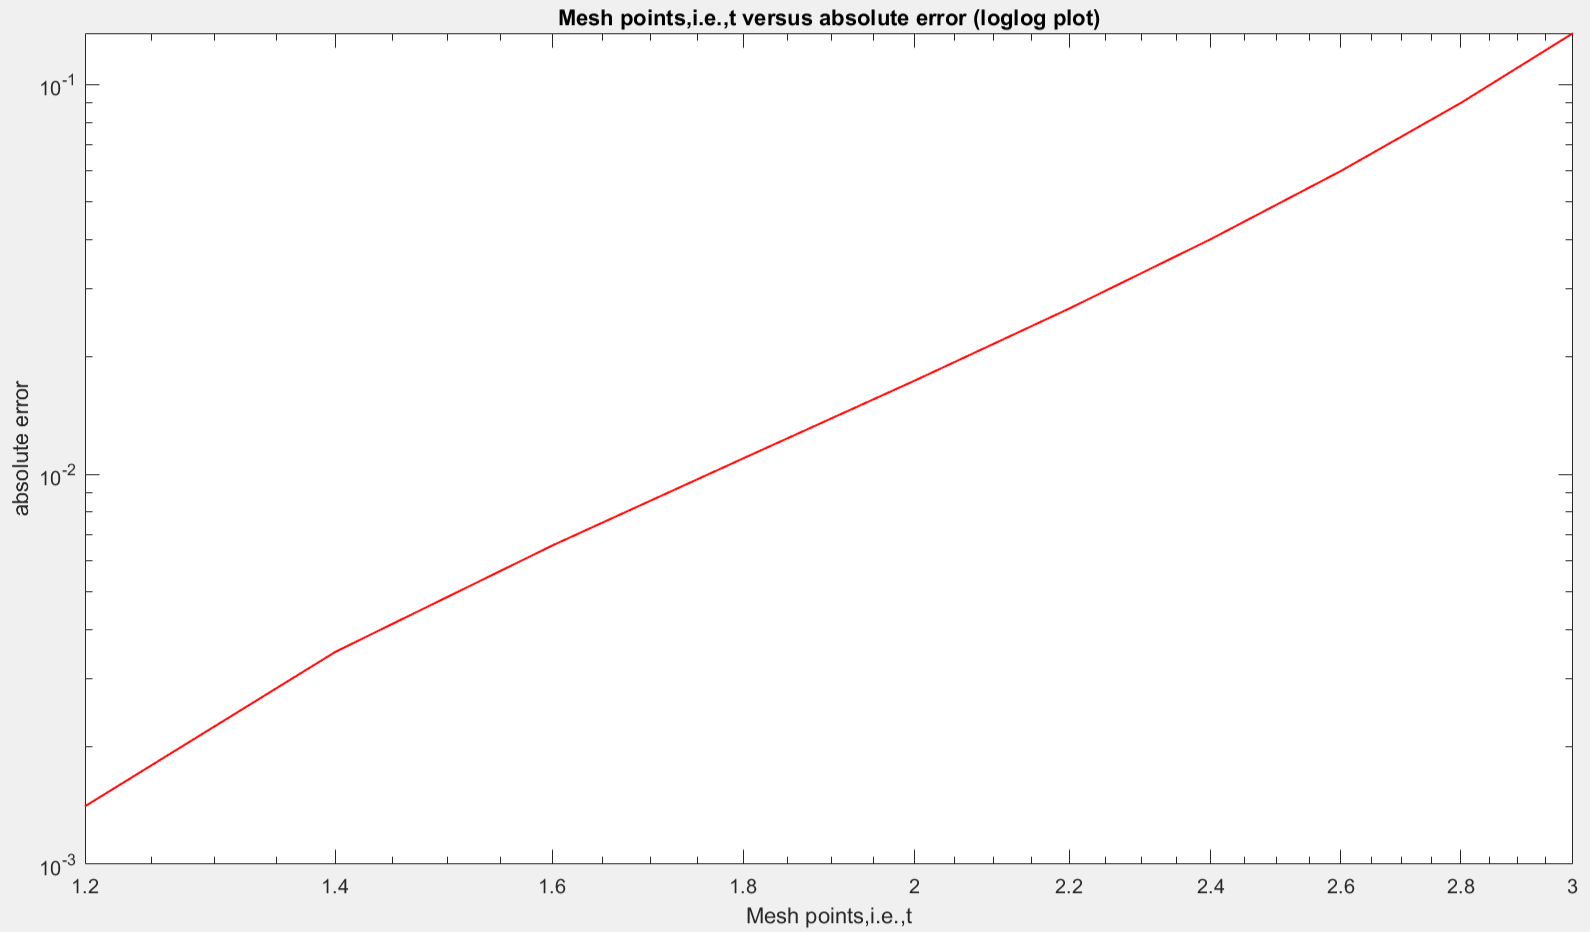 Mesh points,i.e.,t versus absolute error (loglog plot)
10^-1
10^-2
10^-3
absolute error
1.2 1.4 1.6 1.8 2 2.2 2.4 2.6 2.8 3
Mesh points,i.e.,t